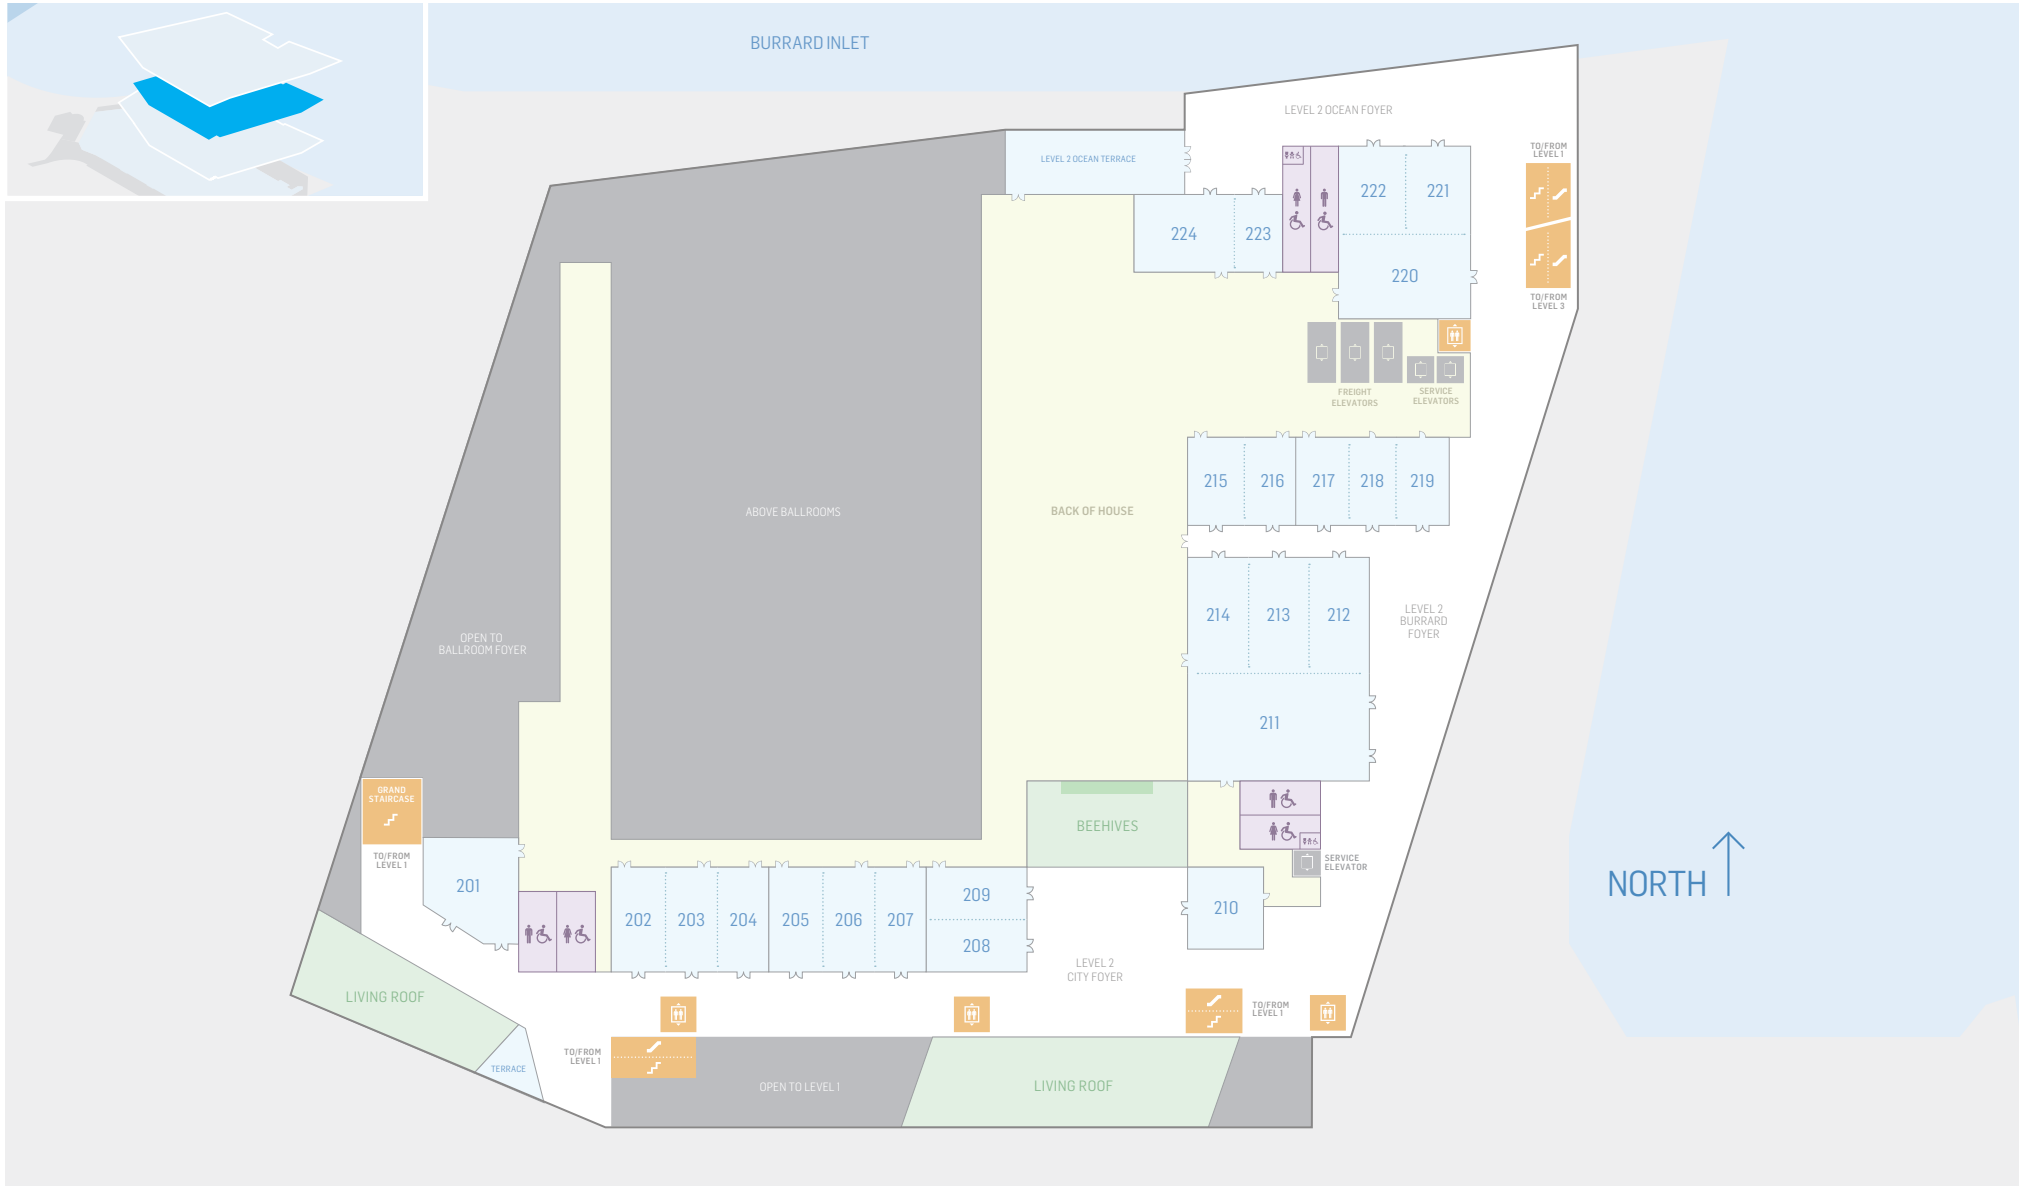 BURRARD INLET
LEVEL 2 OCEAN FOYER
TO/FROM
LEVEL 1
LEVEL 2 OCEAN TERRACE
222
221
224
223
220
TO/FROM
LEVEL 3
FREIGHT
ELEVATORS
SERVICE
ELEVATORS
215
216
217
218
219
ABOVE BALLROOMS
BACK OF HOUSE
OPEN TO
BALLROOM FOYER
214
213
212
LEVEL 2
BURRARD
FOYER
211
GRAND
STAIRCASE
TO/FROM
LEVEL 1
BEEHIVES
SERVICE
ELEVATOR
NORTH
201
202
203
204
205
206
207
209
208
210
LEVEL 2
CITY FOYER
LIVING ROOF
TO/FROM
LEVEL 1
TO/FROM
LEVEL 1
TERRACE
OPEN TO LEVEL 1
LIVING ROOF